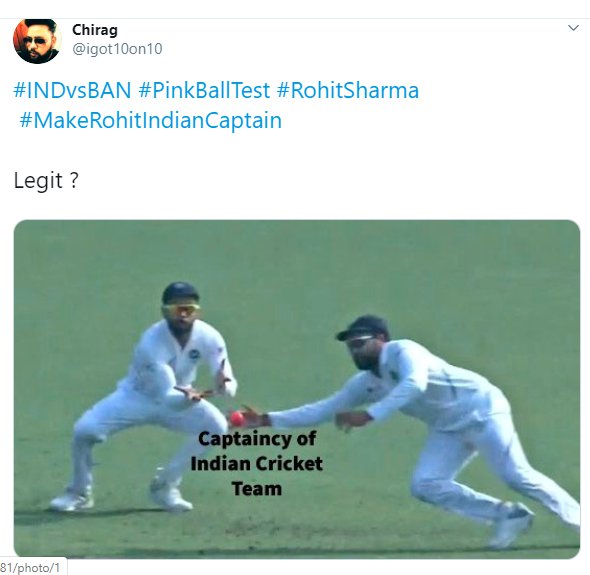 Chirag
@igot10on10
#INDvsBAN #PinkBallTest #RohitSharma
#MakeRohitIndianCaptain
Legit ?
Captaincy of
Indian Cricket
Team
81/photo/1